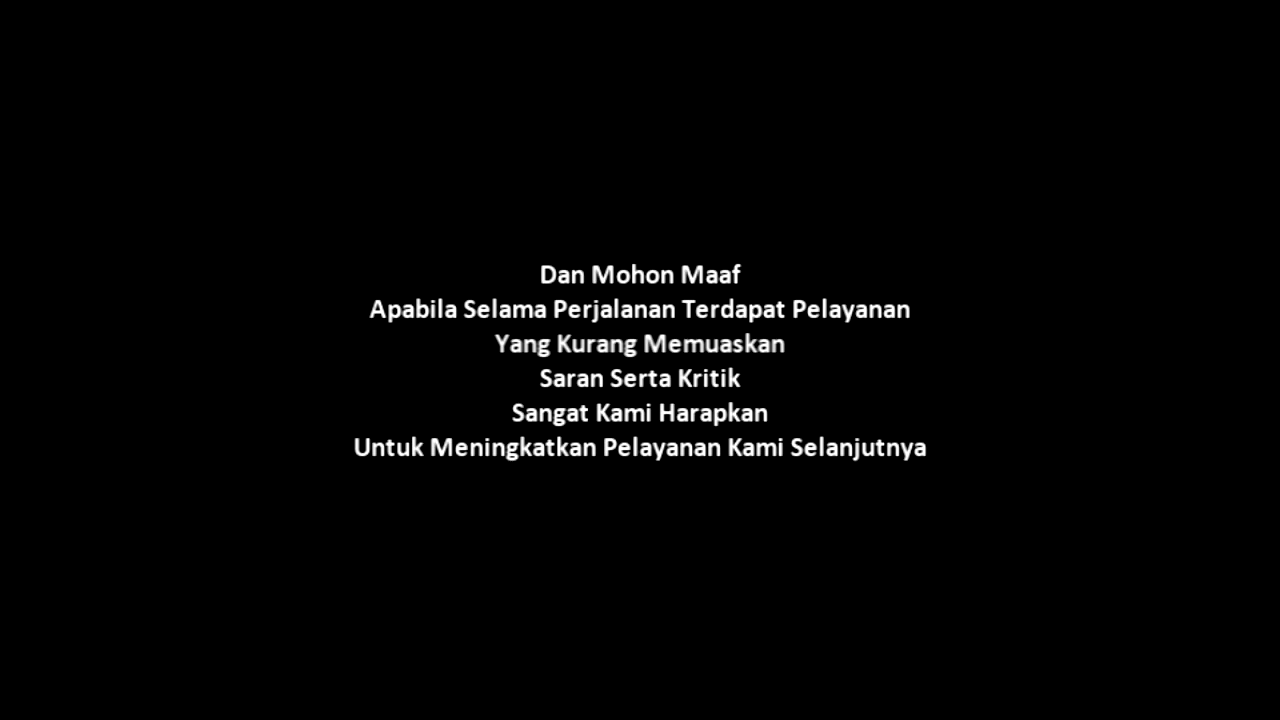 Dan Mohon Maaf
Apabila Selama Perjalanan Terdapat Pelayanan
Yang Kurang Memuaskan
Saran Serta Kritik
Sangat Kami Harapkan
Untuk Meningkatkan Pelayanan Kami Selanjutnya